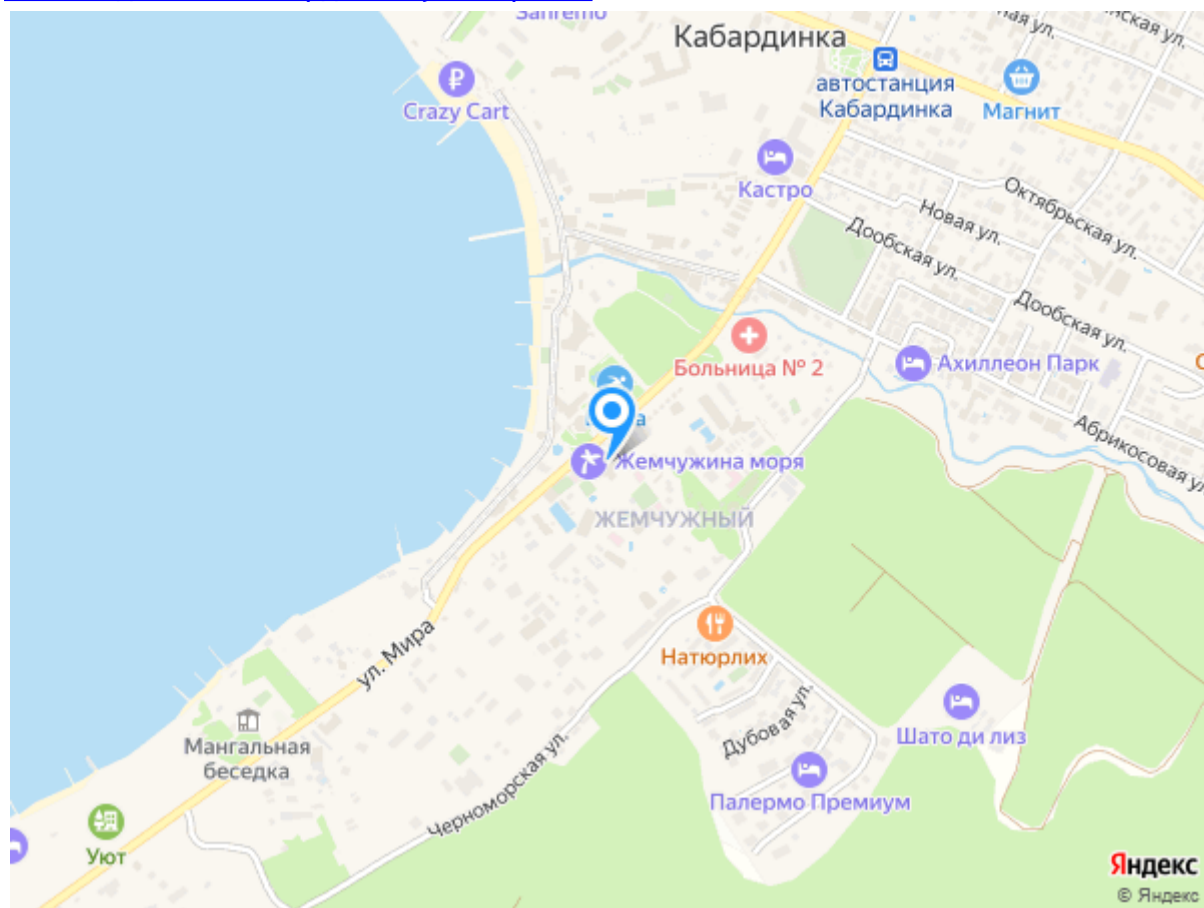 Sanremo
Кабардинка
Crazy Cart
автостанция
Кабардинка
Магнит
Кастро
Октябрьская ул.
Новая ул.
Дообская ул.
Дообская ул.
Больница № 2
Ахиллеон Парк
Абрикосовая ул
Жемчужина моря
ЖЕМЧУЖНЫЙ
ул. Мира
Натюрлих
Дубовая ул.
Шато ди лиз
Мангальная
беседка
Палермо Премиум
Черноморская ул.
Уют
Яндекс
© Яндекс